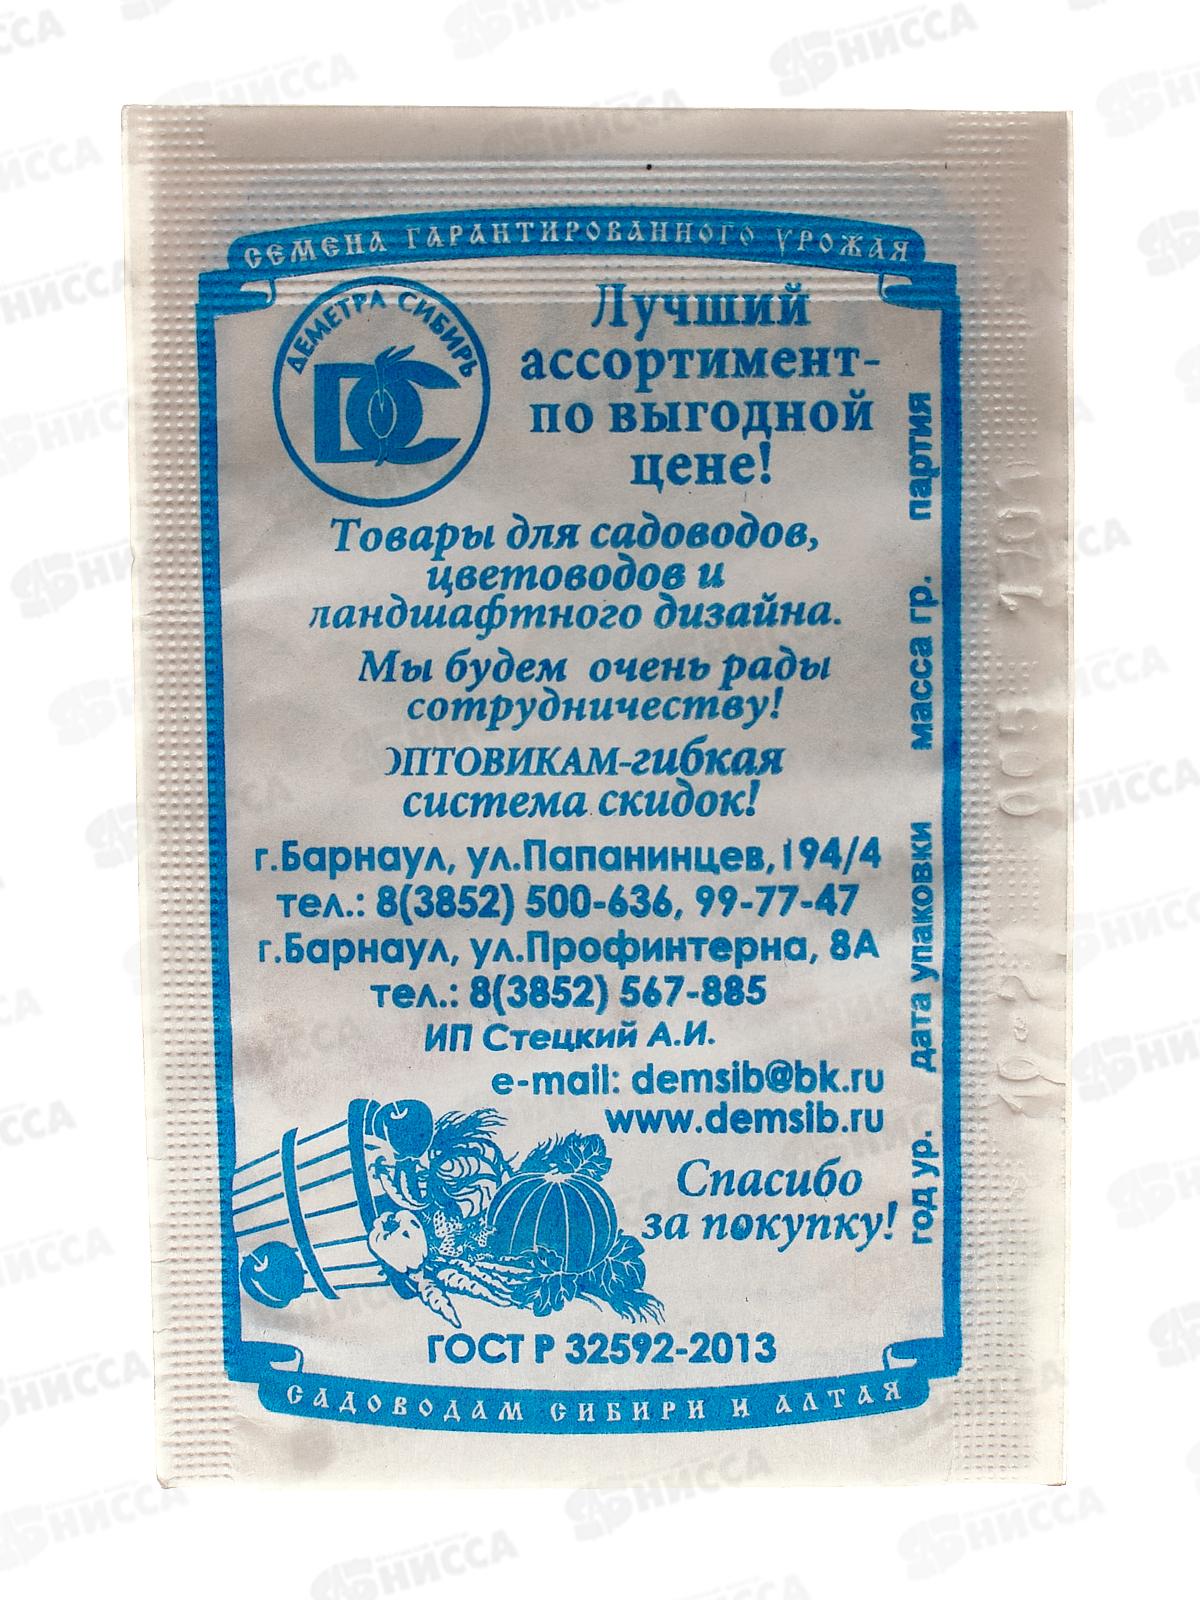 СЕМЕНА ГАРАНТИРОВАННОГО УРОЖАЯ
ДЕМЕТРА СИБИРЬ
ДС
Лучший
ассортимент-
по выгодной
цене!
Товары для садоводов,
цветоводов и
ландшафтного дизайна.
Мы будем очень рады
сотрудничеству!
ОПТОВИКАМ-гибкая
система скидок!
г.Барнаул, ул.Папанинцев,194/4
тел.: 8(3852) 500-636, 99-77-47
г.Барнаул, ул.Профинтерна, 8А
тел.: 8(3852) 567-885
ИП Стецкий А.И.
e-mail: demsib@bk.ru
www.demsib.ru
Спасибо
за покупку!
ГОСТ Р 32592-2013
САДОВОДАМ СИБИРИ И АЛТАЯ
год ур. дата упаковки масса гр. партия
БНИССА